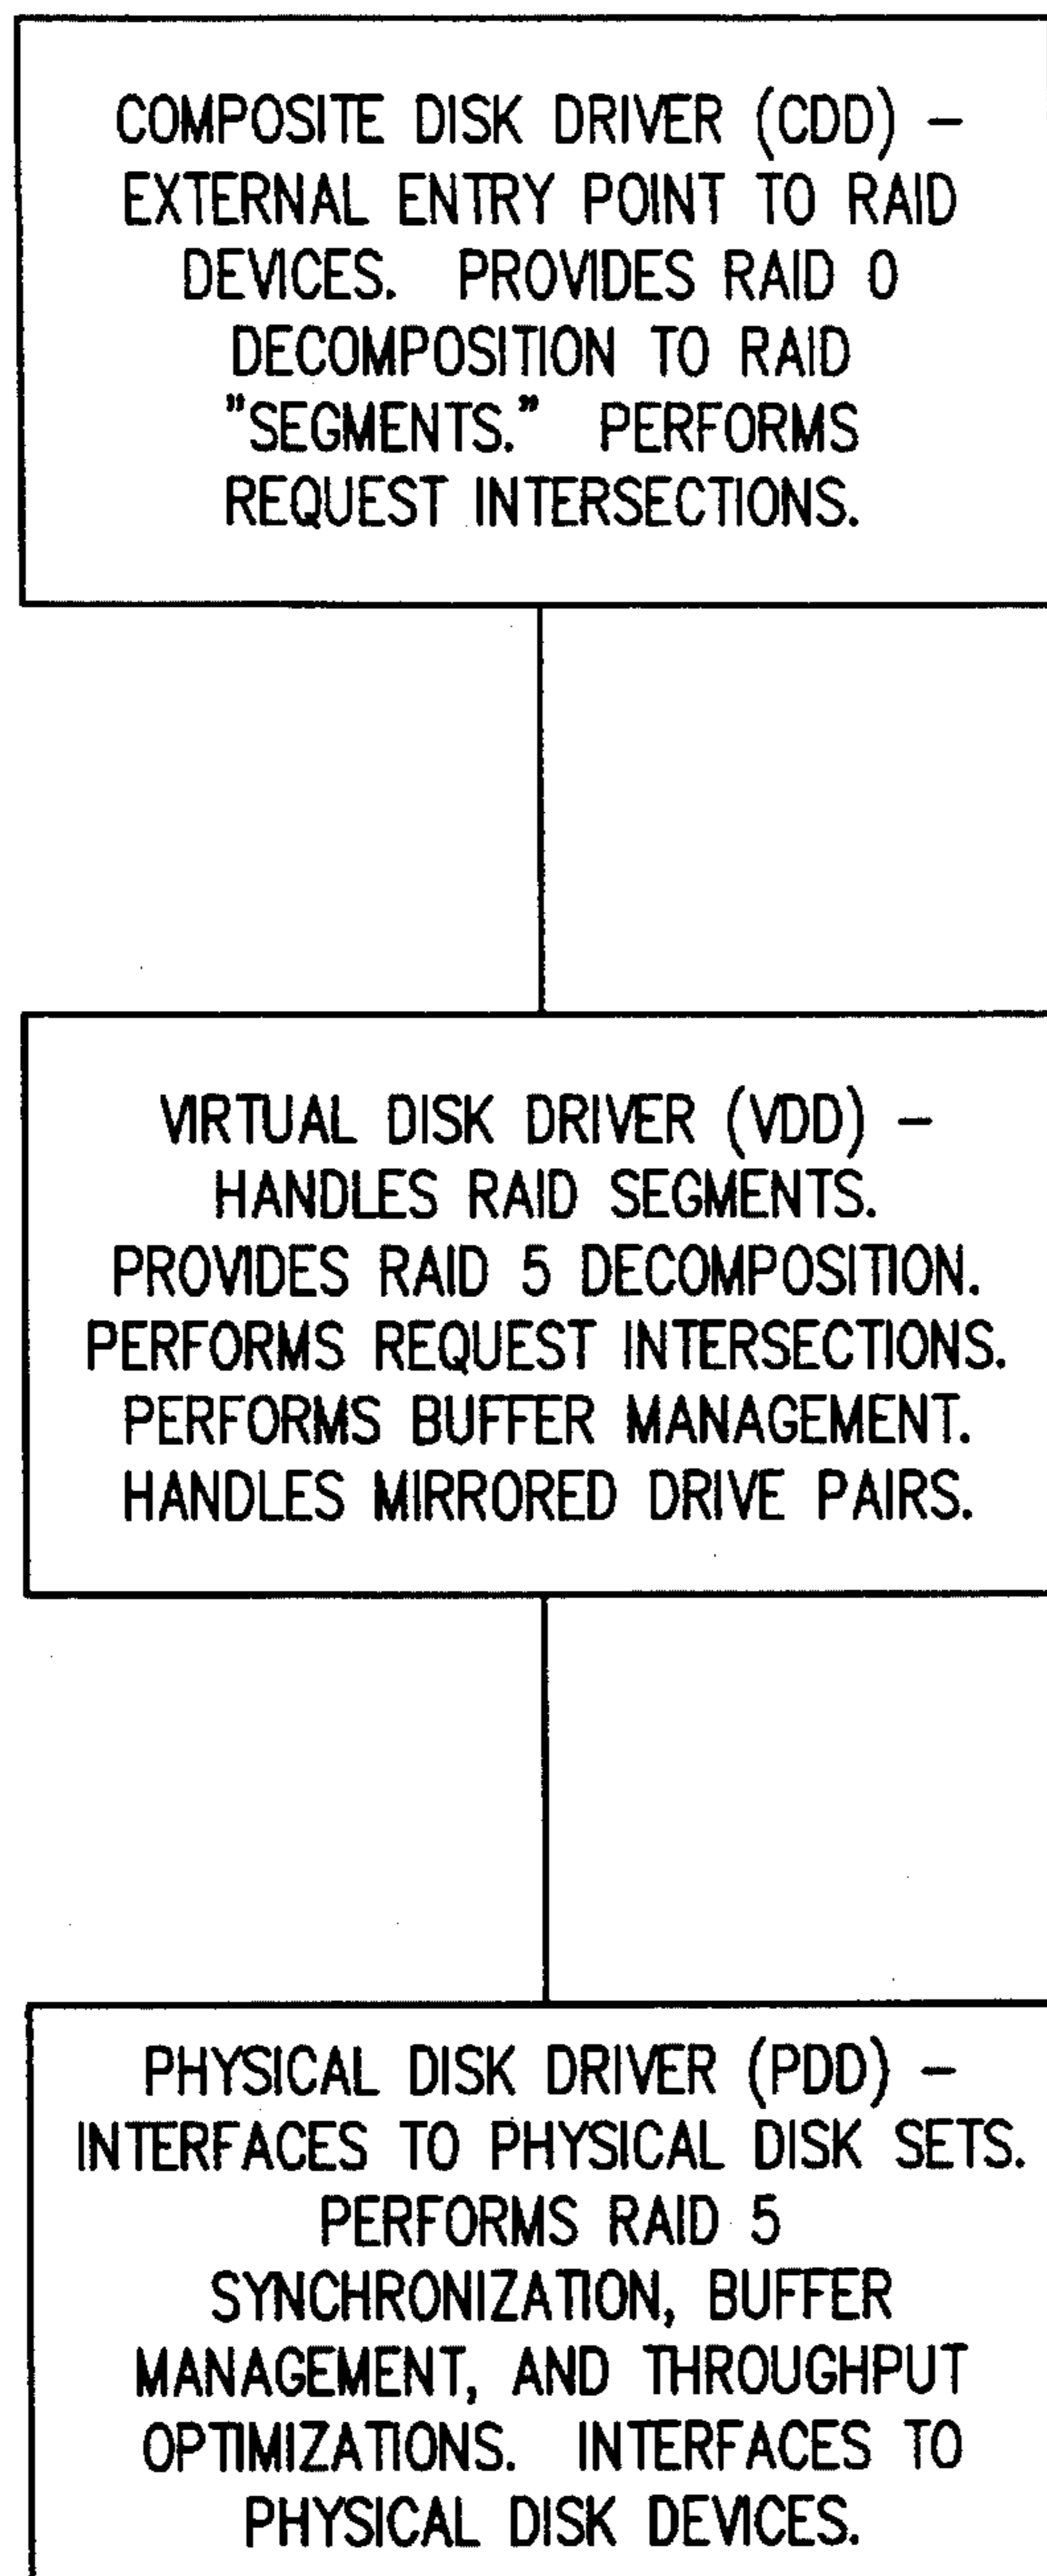 COMPOSITE DISK DRIVER (CDD) –
EXTERNAL ENTRY POINT TO RAID
DEVICES. PROVIDES RAID 0
DECOMPOSITION TO RAID
"SEGMENTS." PERFORMS
REQUEST INTERSECTIONS.
VIRTUAL DISK DRIVER (VDD) –
HANDLES RAID SEGMENTS.
PROVIDES RAID 5 DECOMPOSITION.
PERFORMS REQUEST INTERSECTIONS.
PERFORMS BUFFER MANAGEMENT.
HANDLES MIRRORED DRIVE PAIRS.
PHYSICAL DISK DRIVER (PDD) –
INTERFACES TO PHYSICAL DISK SETS.
PERFORMS RAID 5
SYNCHRONIZATION, BUFFER
MANAGEMENT, AND THROUGHPUT
OPTIMIZATIONS. INTERFACES TO
PHYSICAL DISK DEVICES.